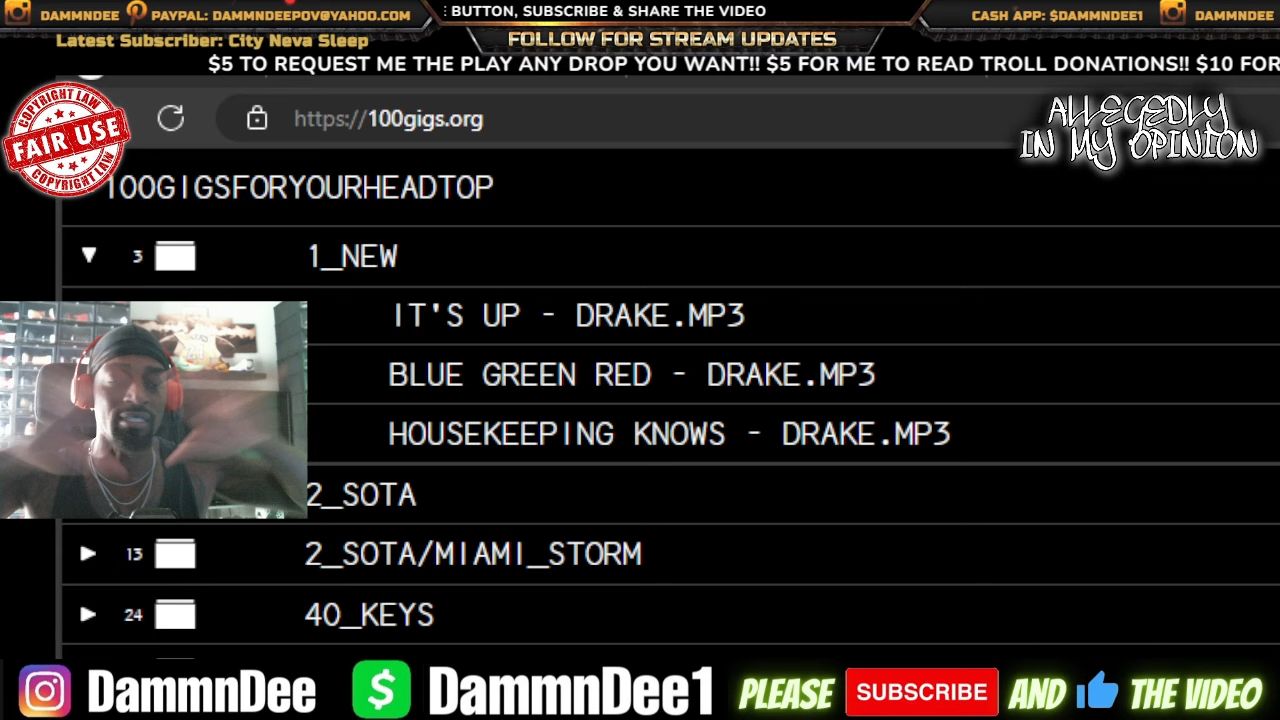 DAMMNDEE PAYPAL: DAMMNDEEPOV@YAHOO.COM
BUTTON, SUBSCRIBE & SHARE THE VIDEO
CASH APP: $DAMMNDEE1 DAMMNDEE
Latest Subscriber: City Neva Sleep
FOLLOW FOR STREAM UPDATES
$5 TO REQUEST ME THE PLAY ANY DROP YOU WANT!! $5 FOR ME TO READ TROLL DONATIONS!! $10 FOR
COPYRIGHT LAW
FAIR USE
COPYRIGHT LAW
https://100gigs.org
ALLEGEDLY
IN MY OPINION
100GIGSFORYOURHEADTOP
3 1_NEW
IT'S UP - DRAKE.MP3
BLUE GREEN RED - DRAKE.MP3
HOUSEKEEPING KNOWS - DRAKE.MP3
2_SOTA
13 2_SOTA/MIAMI_STORM
24 40_KEYS
DammnDee $ DammnDee1 PLEASE SUBSCRIBE AND THE VIDEO